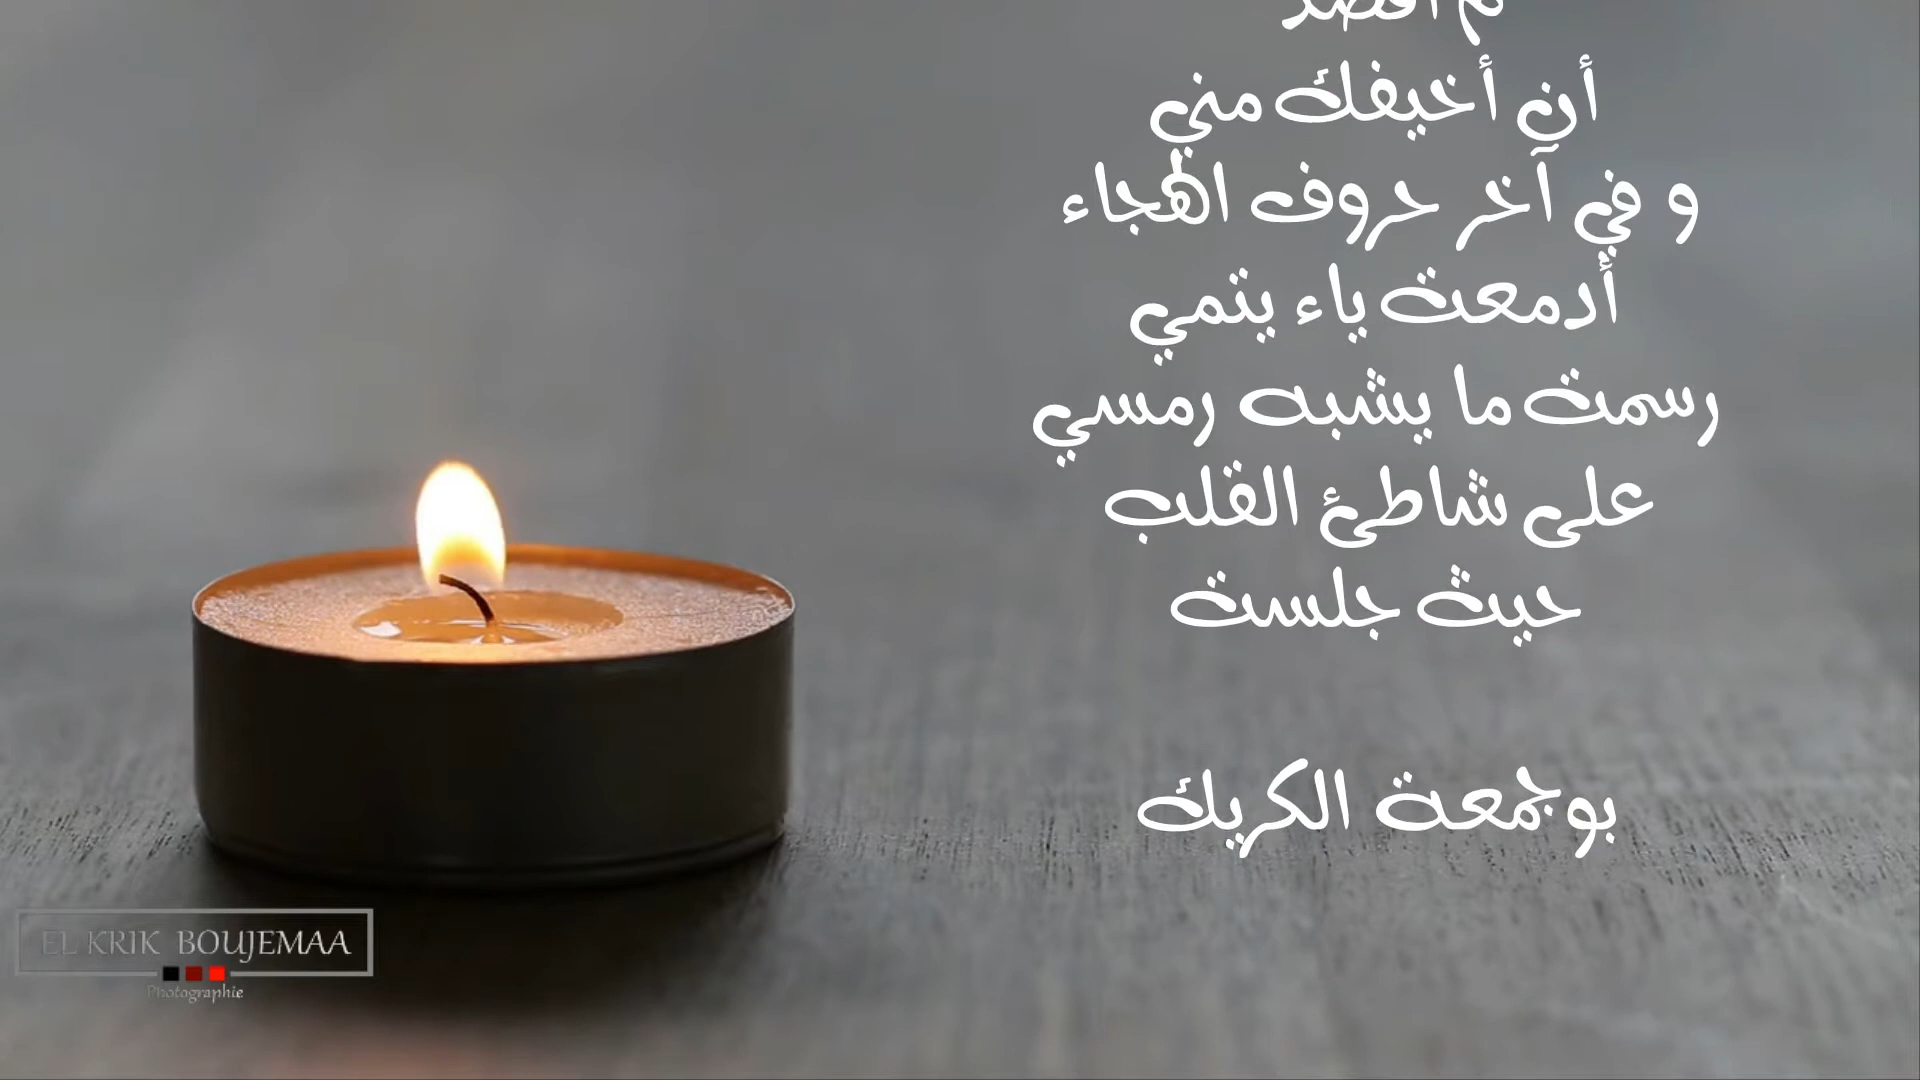 أقصد
أن أخيفك مني
و في آخر حروف الهجاء
أدمعت ياء يتمي
رسمت ما يشبه رمسي
على شاطئ القلب
حيث جلست
بوجمعة الكريك
EL KRIK BOUJEMAA
Photographie